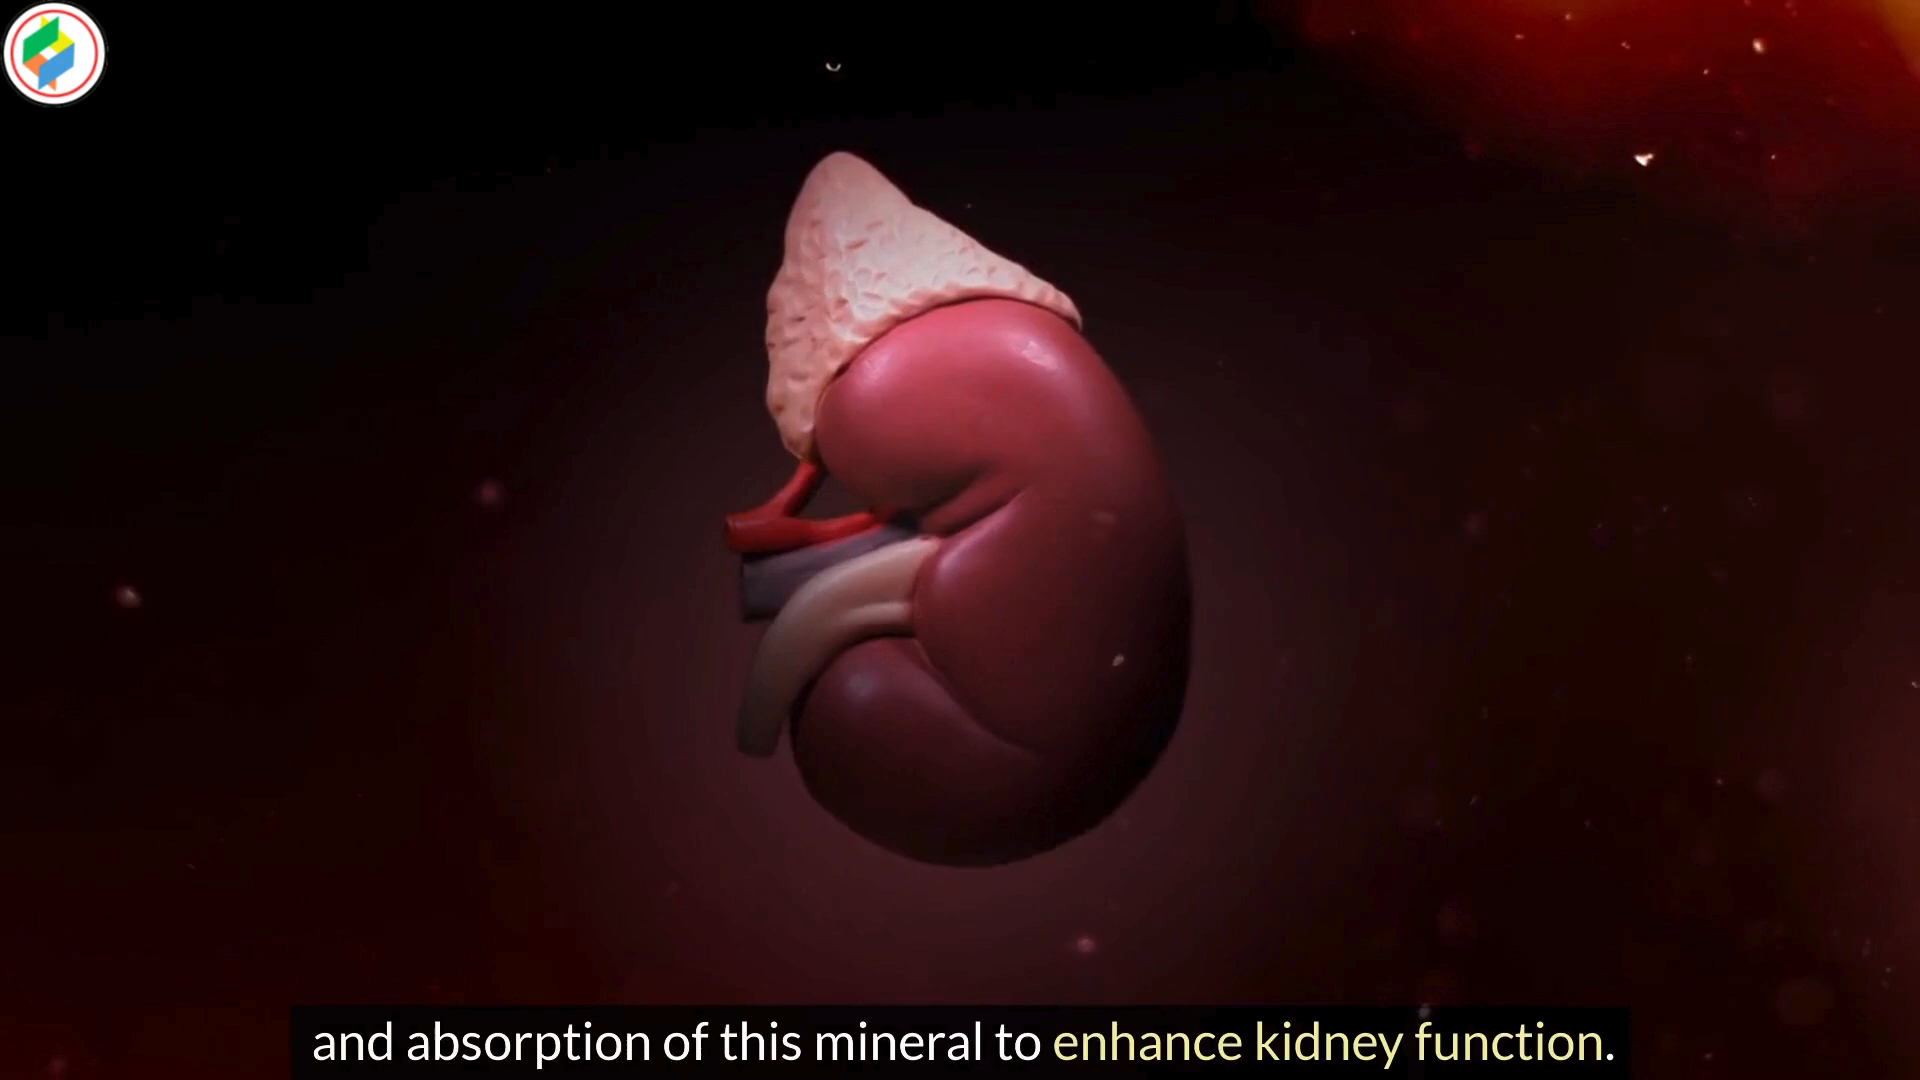 and absorption of this mineral to enhance kidney function.